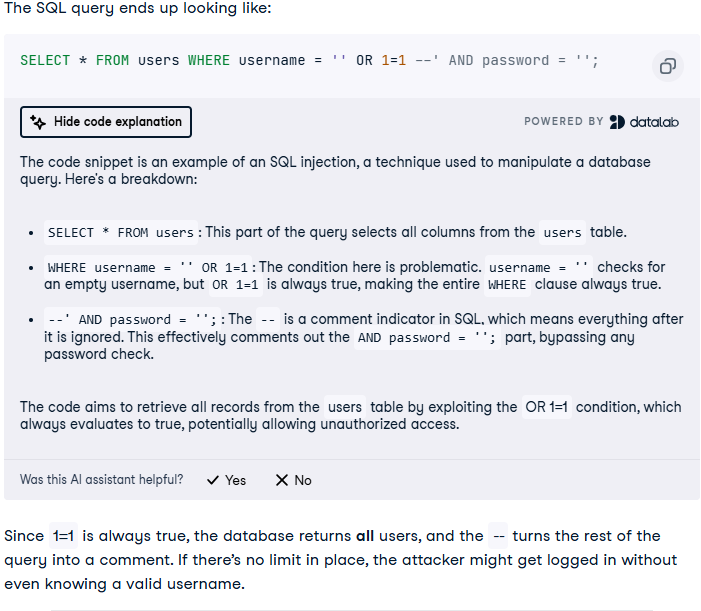 The SQL query ends up looking like:
SELECT * FROM users WHERE username = '' OR 1=1 --' AND password = '';
Hide code explanation
POWERED BY datalab
The code snippet is an example of an SQL injection, a technique used to manipulate a database
query. Here's a breakdown:
• SELECT * FROM users : This part of the query selects all columns from the users table.
• WHERE username = '' OR 1=1 : The condition here is problematic. username = '' checks for
an empty username, but OR 1=1 is always true, making the entire WHERE clause always true.
• --' AND password = ''; : The -- is a comment indicator in SQL, which means everything after
it is ignored. This effectively comments out the AND password = ''; part, bypassing any
password check.
The code aims to retrieve all records from the users table by exploiting the OR 1=1 condition, which
always evaluates to true, potentially allowing unauthorized access.
Was this AI assistant helpful? Yes No
Since 1=1 is always true, the database returns all users, and the -- turns the rest of the
query into a comment. If there's no limit in place, the attacker might get logged in without
even knowing a valid username.